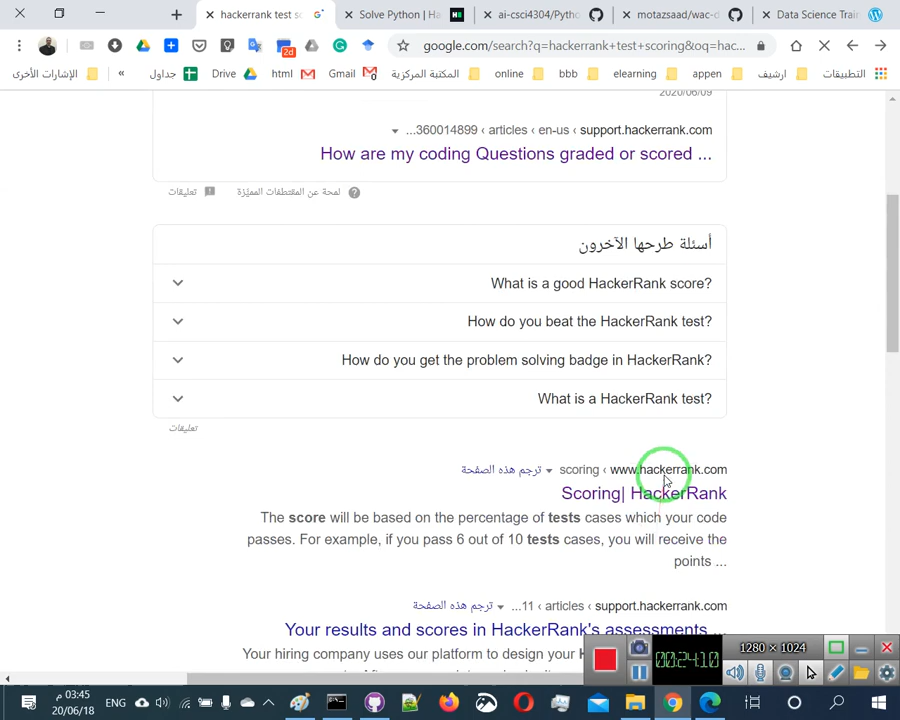 hackerrank test sc
Solve Python | Ha
ai-csci4304/Pytho
motazsaad/wac-d
Data Science Trai
google.com/search?q=hackerrank+test+scoring&oq=hac...
الإشارات الأخرى
»
جداول
Drive
html
Gmail
المكتبة المركزية
online
bbb
elearning
appen
ارشيف
التطبيقات
2020/06/09
...360014899 ‹ articles ‹ en-us ‹ support.hackerrank.com
How are my coding Questions graded or scored ...
لمحة عن المقتطفات المميّزة
تعليقات
أسئلة طرحها الآخرون
What is a good HackerRank score?
How do you beat the HackerRank test?
How do you get the problem solving badge in HackerRank?
What is a HackerRank test?
تعليقات
ترجم هذه الصفحة
scoring ‹ www.hackerrank.com
Scoring| HackerRank
The score will be based on the percentage of tests cases which your code
passes. For example, if you pass 6 out of 10 tests cases, you will receive the
points ...
ترجم هذه الصفحة
...11 ‹ articles ‹ support.hackerrank.com
Your results and scores in HackerRank's assessments ...
Your hiring company uses our platform to design your
1280 × 1024
00:24:10
03:45 م
ENG
20/06/18